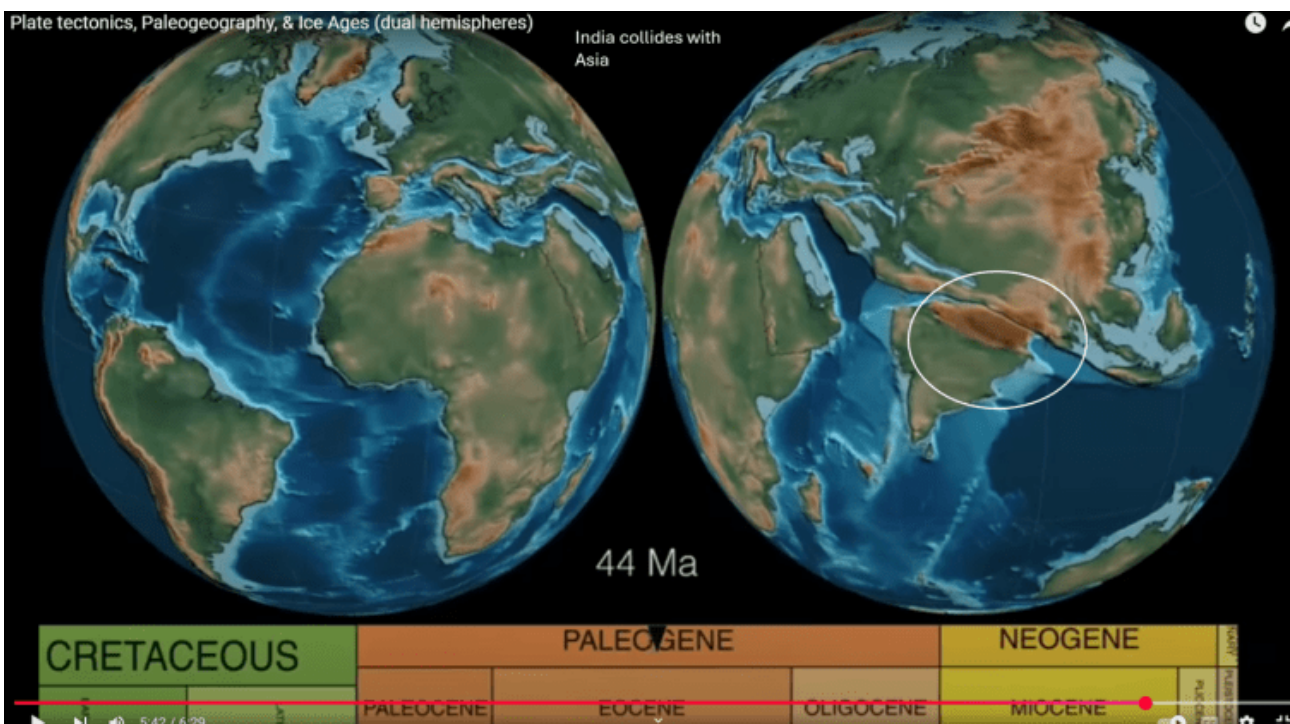 Plate tectonics, Paleogeography, & Ice Ages (dual hemispheres)
India collides with
Asia
44 Ma
CRETACEOUS
PALEOGENE
NEOGENE
PALEOCENE
EOCENE
OLIGOCENE
MIOCENE
5:42 / 6:29